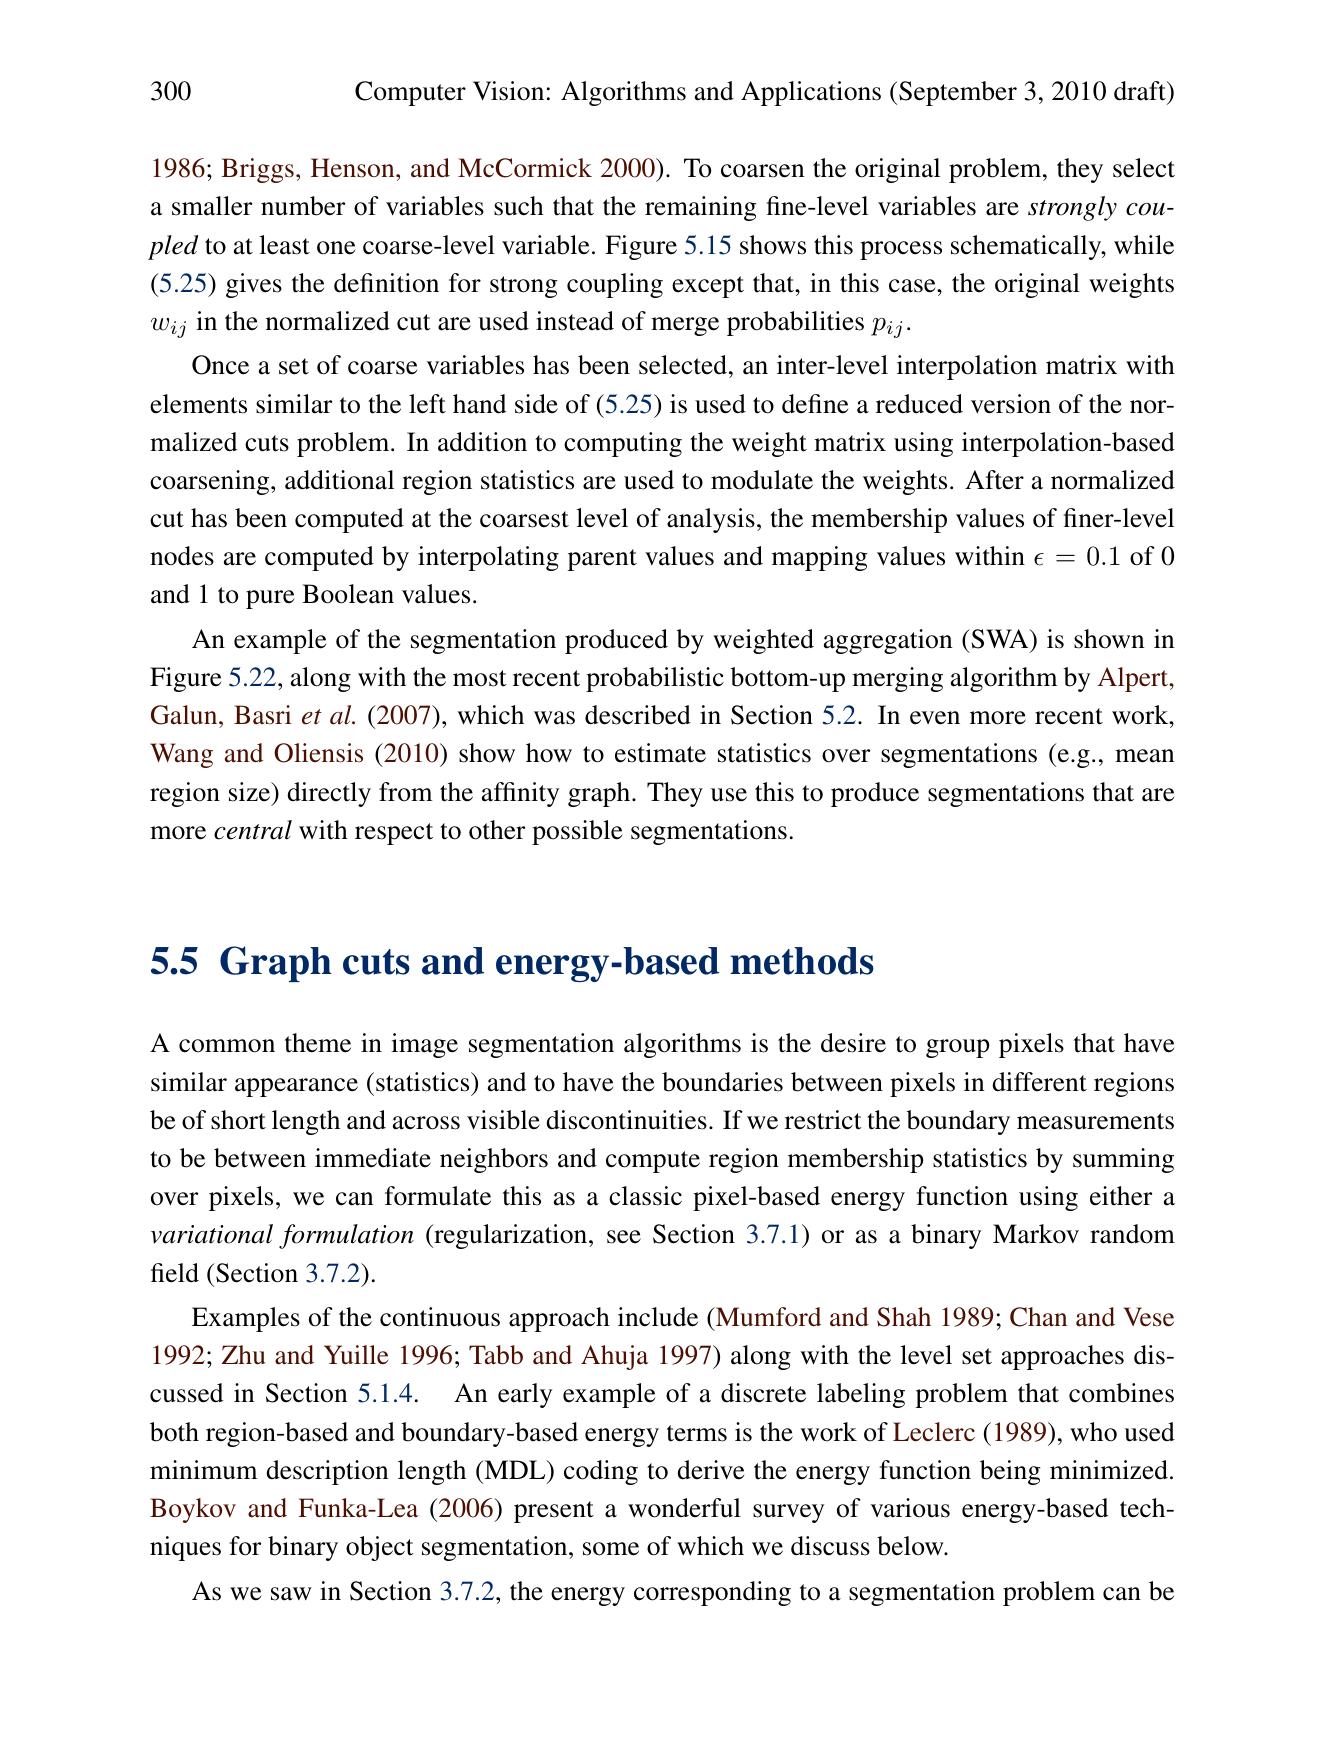 300 Computer Vision: Algorithms and Applications (September 3, 2010 draft)
1986; Briggs, Henson, and McCormick 2000). To coarsen the original problem, they select
a smaller number of variables such that the remaining fine-level variables are strongly cou-
pled to at least one coarse-level variable. Figure 5.15 shows this process schematically, while
(5.25) gives the definition for strong coupling except that, in this case, the original weights
w_{ij} in the normalized cut are used instead of merge probabilities p_{ij}.
Once a set of coarse variables has been selected, an inter-level interpolation matrix with
elements similar to the left hand side of (5.25) is used to define a reduced version of the nor-
malized cuts problem. In addition to computing the weight matrix using interpolation-based
coarsening, additional region statistics are used to modulate the weights. After a normalized
cut has been computed at the coarsest level of analysis, the membership values of finer-level
nodes are computed by interpolating parent values and mapping values within ϵ = 0.1 of 0
and 1 to pure Boolean values.
An example of the segmentation produced by weighted aggregation (SWA) is shown in
Figure 5.22, along with the most recent probabilistic bottom-up merging algorithm by Alpert,
Galun, Basri et al. (2007), which was described in Section 5.2. In even more recent work,
Wang and Oliensis (2010) show how to estimate statistics over segmentations (e.g., mean
region size) directly from the affinity graph. They use this to produce segmentations that are
more central with respect to other possible segmentations.
5.5 Graph cuts and energy-based methods
A common theme in image segmentation algorithms is the desire to group pixels that have
similar appearance (statistics) and to have the boundaries between pixels in different regions
be of short length and across visible discontinuities. If we restrict the boundary measurements
to be between immediate neighbors and compute region membership statistics by summing
over pixels, we can formulate this as a classic pixel-based energy function using either a
variational formulation (regularization, see Section 3.7.1) or as a binary Markov random
field (Section 3.7.2).
Examples of the continuous approach include (Mumford and Shah 1989; Chan and Vese
1992; Zhu and Yuille 1996; Tabb and Ahuja 1997) along with the level set approaches dis-
cussed in Section 5.1.4. An early example of a discrete labeling problem that combines
both region-based and boundary-based energy terms is the work of Leclerc (1989), who used
minimum description length (MDL) coding to derive the energy function being minimized.
Boykov and Funka-Lea (2006) present a wonderful survey of various energy-based tech-
niques for binary object segmentation, some of which we discuss below.
As we saw in Section 3.7.2, the energy corresponding to a segmentation problem can be